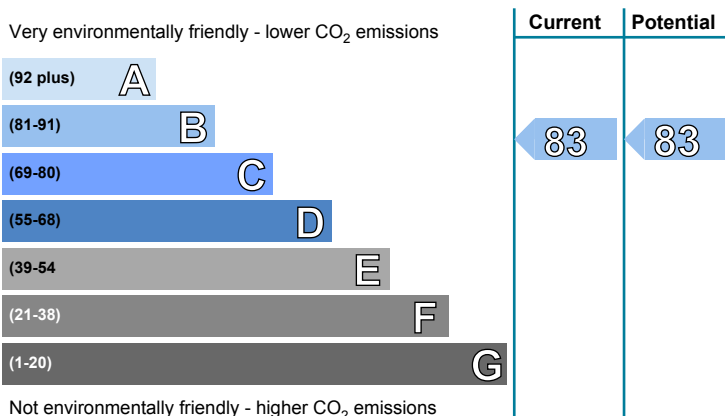 Current Potential
Very environmentally friendly - lower CO2 emissions
(92 plus) A
(81-91) B
83 83
(69-80) C
(55-68) D
(39-54 E
(21-38) F
(1-20) G
Not environmentally friendly - higher CO2 emissions